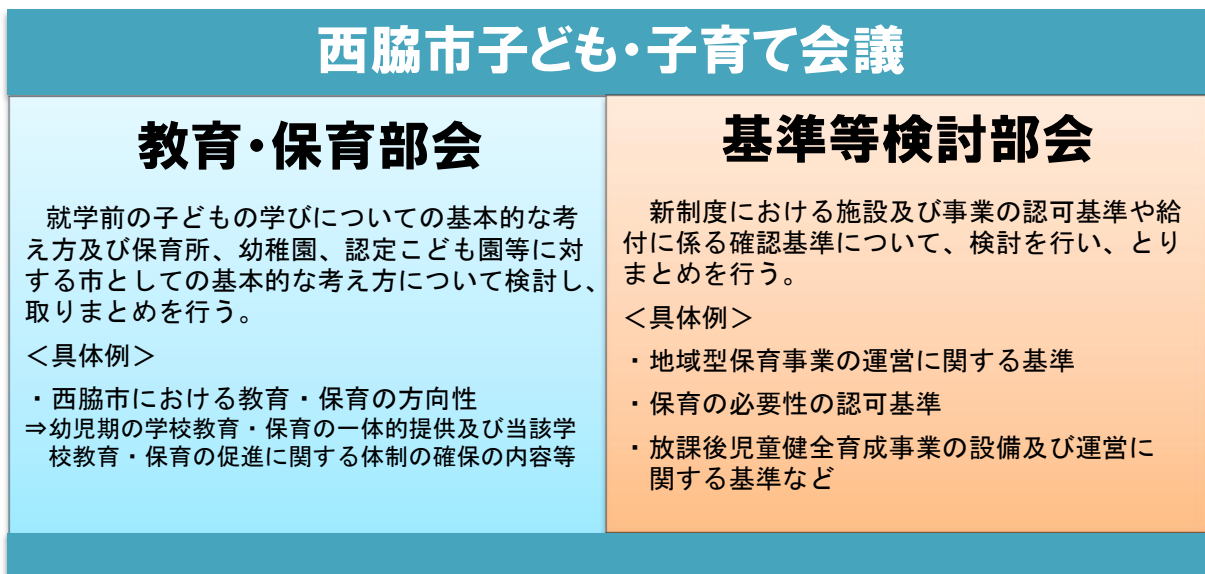 西脇市子ども・子育て会議
教育・保育部会
就学前の子どもの学びについての基本的な考
え方及び保育所、幼稚園、認定こども園等に対
する市としての基本的な考え方について検討し、
取りまとめを行う。
＜具体例＞
・西脇市における教育・保育の方向性
⇒幼児期の学校教育・保育の一体的提供及び当該学
校教育・保育の促進に関する体制の確保の内容等
基準等検討部会
新制度における施設及び事業の認可基準や給
付に係る確認基準について、検討を行い、とり
まとめを行う。
＜具体例＞
・地域型保育事業の運営に関する基準
・保育の必要性の認可基準
・放課後児童健全育成事業の設備及び運営に
関する基準など